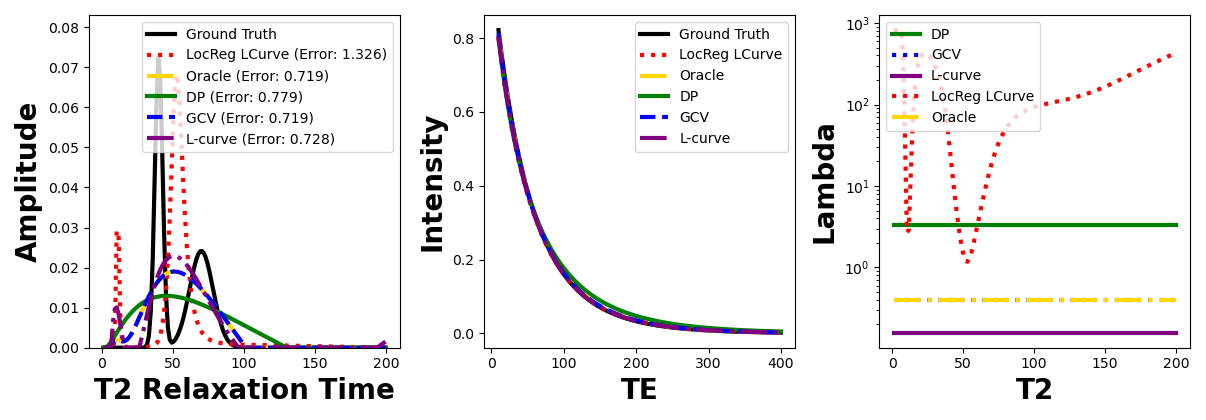 0.08
0.07
0.06
0.05
0.04
0.03
0.02
0.01
0.00
0
50
100
150
200
Amplitude
T2 Relaxation Time
Ground Truth
LocReg LCurve (Error: 1.326)
Oracle (Error: 0.719)
DP (Error: 0.779)
GCV (Error: 0.719)
L-curve (Error: 0.728)
0.8
0.6
0.4
0.2
0.0
0
100
200
300
400
Intensity
TE
Ground Truth
LocReg LCurve
Oracle
DP
GCV
L-curve
10³
10²
10¹
10⁰
0
50
100
150
200
Lambda
T2
DP
GCV
L-curve
LocReg LCurve
Oracle